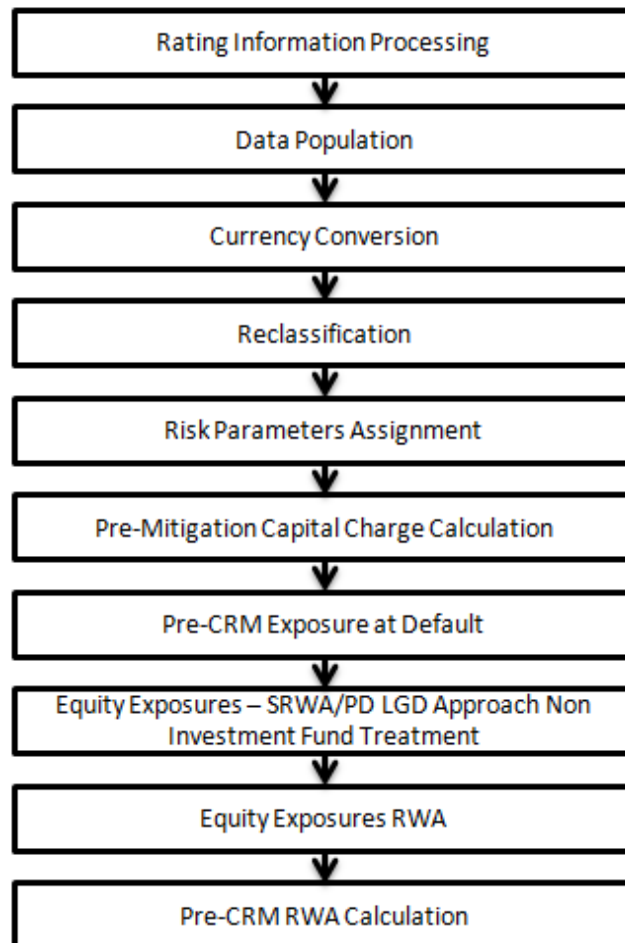 Rating Information Processing
Data Population
Currency Conversion
Reclassification
Risk Parameters Assignment
Pre-Mitigation Capital Charge Calculation
Pre-CRM Exposure at Default
Equity Exposures – SRWA/PD LGD Approach Non
Investment Fund Treatment
Equity Exposures RWA
Pre-CRM RWA Calculation